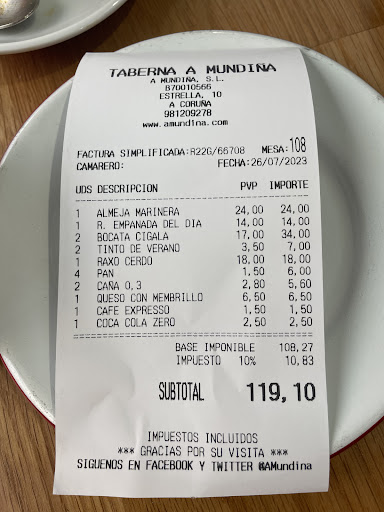 TABERNA A MUNDIÑA
A MUNDIÑA, S.L.
B70010566
ESTRELLA, 10
A CORUÑA
981209278
www.amundina.com
FACTURA SIMPLIFICADA:R22G/66708 MESA: 108
CAMARERO: FECHA:26/07/2023
UDS DESCRIPCION PVP IMPORTE
1 ALMEJA MARINERA 24,00 24,00
1 R. EMPANADA DEL DIA 14,00 14,00
2 BOCATA CIGALA 17,00 34,00
2 TINTO DE VERANO 3,50 7,00
1 RAXO CERDO 18,00 18,00
4 PAN 1,50 6,00
2 CAÑA 0,3 2,80 5,60
1 QUESO CON MEMBRILLO 6,50 6,50
1 CAFE EXPRESSO 1,50 1,50
1 COCA COLA ZERO 2,50 2,50
BASE IMPONIBLE 108,27
IMPUESTO 10% 10,83
SUBTOTAL 119,10
IMPUESTOS INCLUIDOS
*** GRACIAS POR SU VISITA ***
SIGUENOS EN FACEBOOK Y TWITTER @AMundina